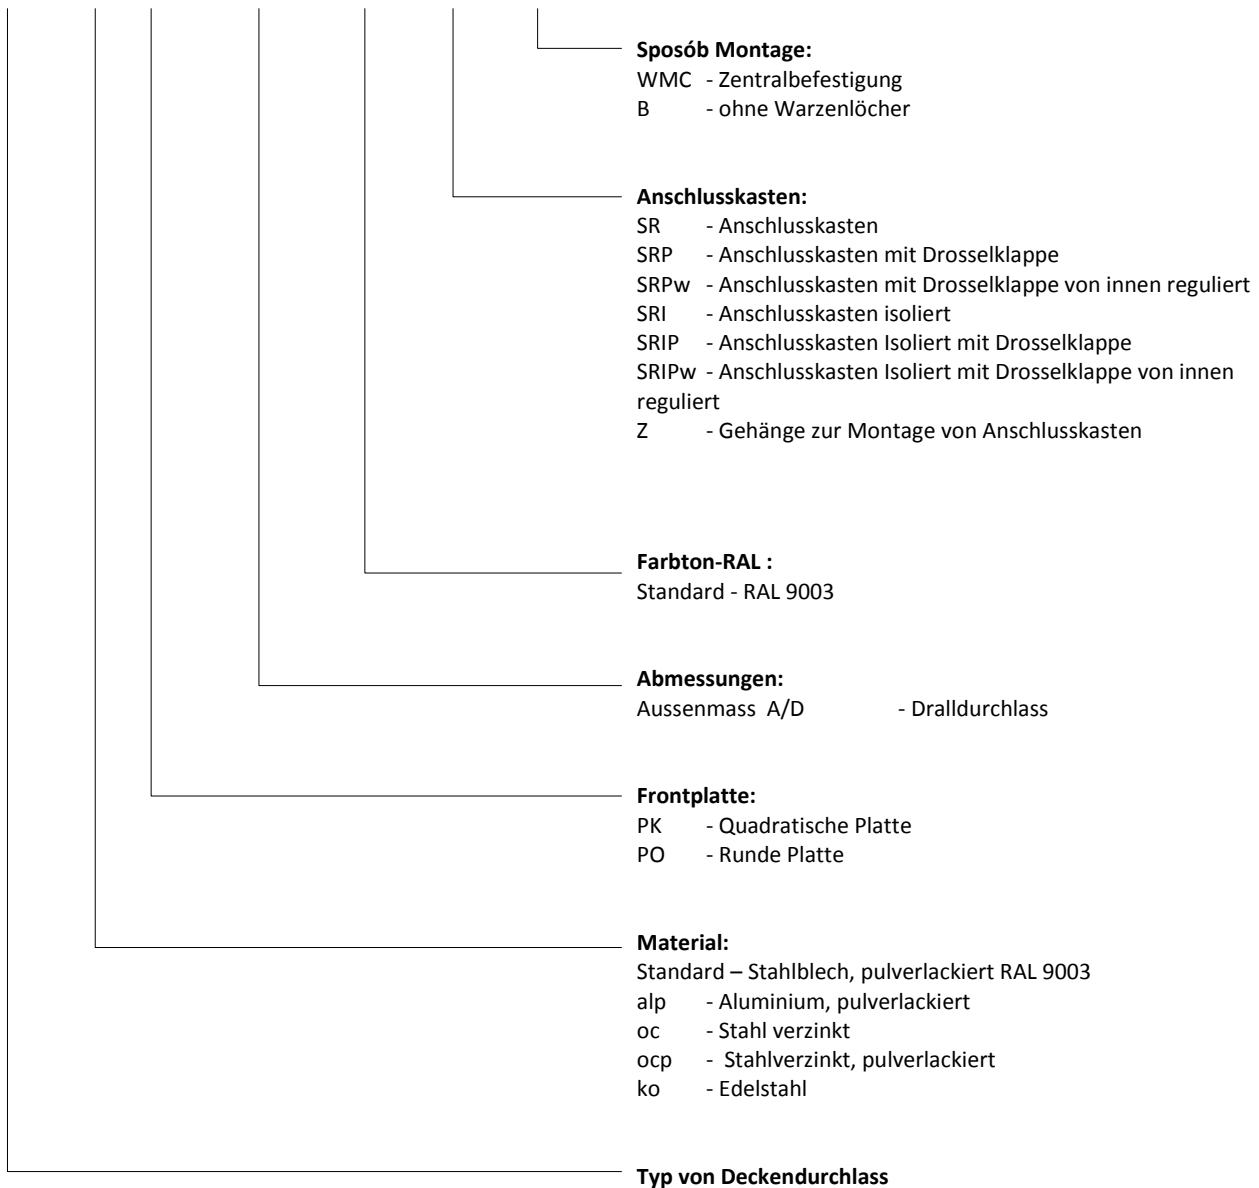 Sposób Montage:
WMC - Zentralbefestigung
B - ohne Warzenlöcher
Anschlusskasten:
SR - Anschlusskasten
SRP - Anschlusskasten mit Drosselklappe
SRPw - Anschlusskasten mit Drosselklappe von innen reguliert
SRI - Anschlusskasten isoliert
SRIP - Anschlusskasten Isoliert mit Drosselklappe
SRIPw - Anschlusskasten Isoliert mit Drosselklappe von innen
reguliert
Z - Gehänge zur Montage von Anschlusskasten
Farbton-RAL :
Standard - RAL 9003
Abmessungen:
Aussenmass A/D - Dralldurchlass
Frontplatte:
PK - Quadratische Platte
PO - Runde Platte
Material:
Standard – Stahlblech, pulverlackiert RAL 9003
alp - Aluminium, pulverlackiert
oc - Stahl verzinkt
ocp - Stahlverzinkt, pulverlackiert
ko - Edelstahl
Typ von Deckendurchlass